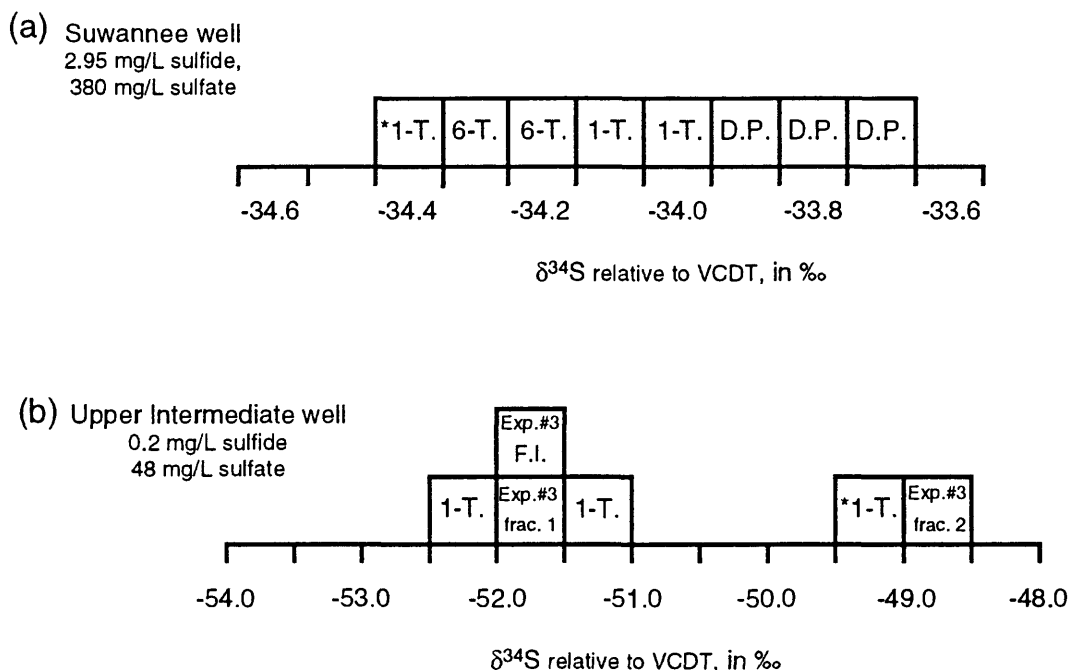 (a) Suwannee well
2.95 mg/L sulfide,
380 mg/L sulfate
*1-T. 6-T. 6-T. 1-T. 1-T. D.P. D.P. D.P.
-34.6 -34.4 -34.2 -34.0 -33.8 -33.6
δ³⁴S relative to VCDT, in ‰
(b) Upper Intermediate well
0.2 mg/L sulfide
48 mg/L sulfate
Exp.#3
F.I.
1-T. Exp.#3 frac. 1 1-T. *1-T. Exp.#3 frac. 2
-54.0 -53.0 -52.0 -51.0 -50.0 -49.0 -48.0
δ³⁴S relative to VCDT, in ‰